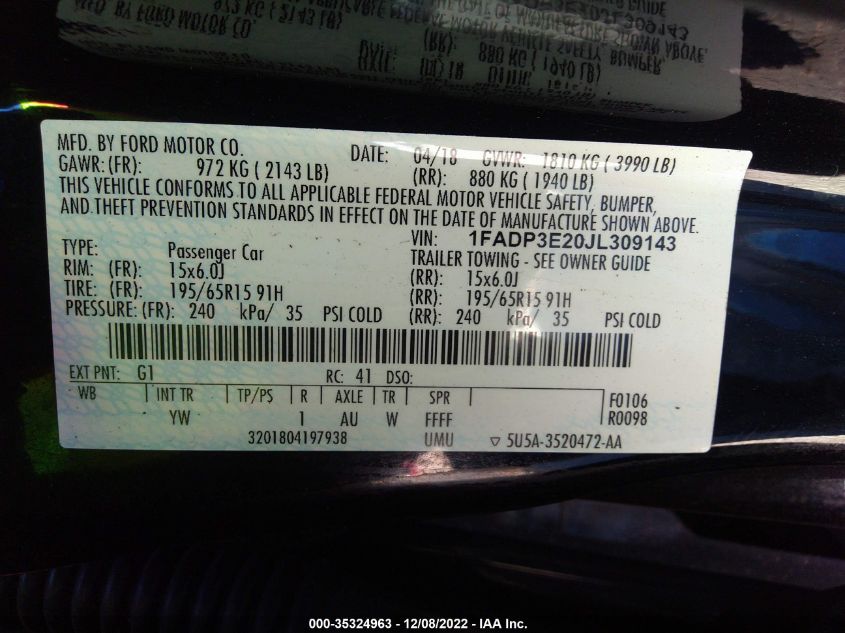 MFD. BY FORD MOTOR CO. DATE: 04/18 GVWR: 1810 KG ( 3990 LB)
GAWR: (FR): 972 KG ( 2143 LB) (RR): 880 KG ( 1940 LB)
THIS VEHICLE CONFORMS TO ALL APPLICABLE FEDERAL MOTOR VEHICLE SAFETY, BUMPER,
AND THEFT PREVENTION STANDARDS IN EFFECT ON THE DATE OF MANUFACTURE SHOWN ABOVE.
VIN: 1FADP3E20JL309143
TYPE: Passenger Car TRAILER TOWING - SEE OWNER GUIDE
RIM: (FR): 15x6.0J (RR): 15x6.0J
TIRE: (FR): 195/65R15 91H (RR): 195/65R15 91H
PRESSURE: (FR): 240 kPa/ 35 PSI COLD (RR): 240 kPa/ 35 PSI COLD
EXT PNT: G1 RC: 41 DSO:
WB INT TR TP/PS R AXLE TR SPR F0106
YW 1 AU W FFFF R0098
3201804197938 UMU ▽ 5U5A-3520472-AA
000-35324963 - 12/08/2022 - IAA Inc.